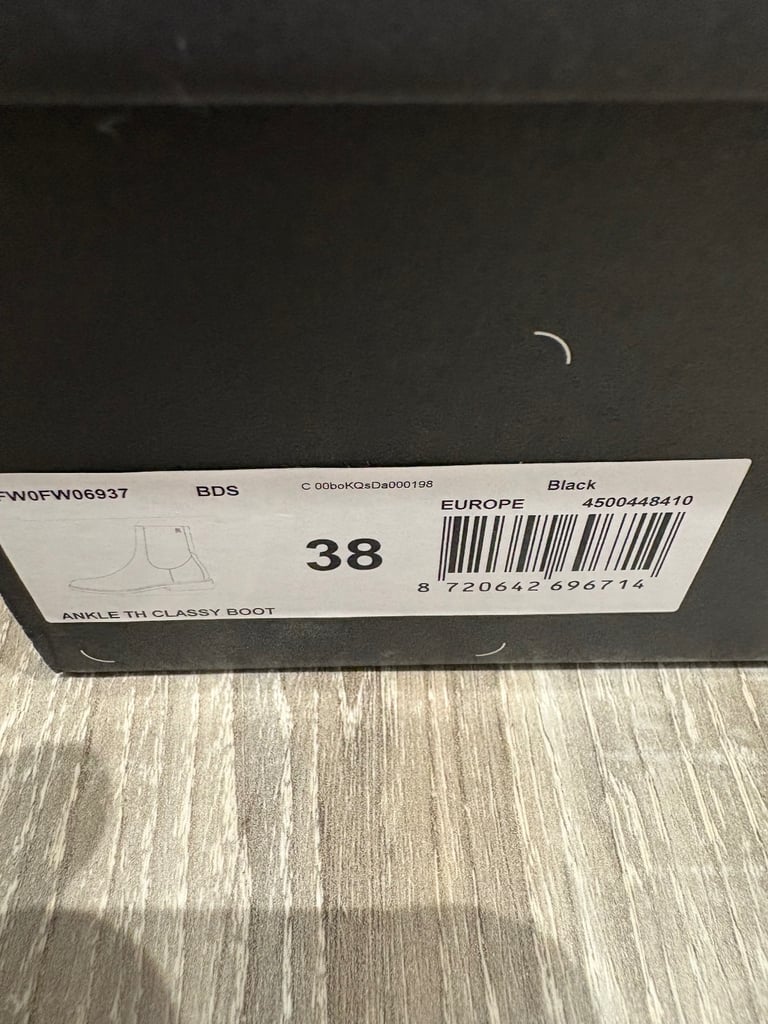 FW0FW06937 BDS C 00boKQsDa000198 Black
EUROPE 4500448410
38
8 720642 696714
ANKLE TH CLASSY BOOT